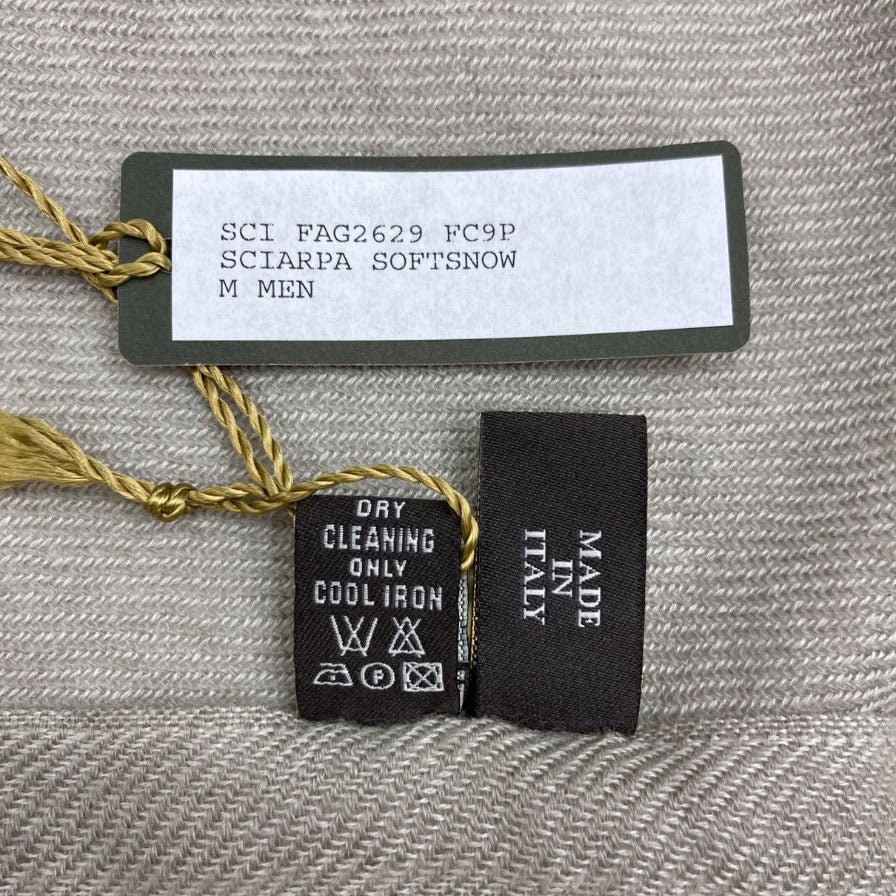 SCI FAG2629 FC9P
SCIARPA SOFTSNOW
M MEN
DRY
CLEANING
ONLY
COOL IRON
P
MADE
IN
ITALY